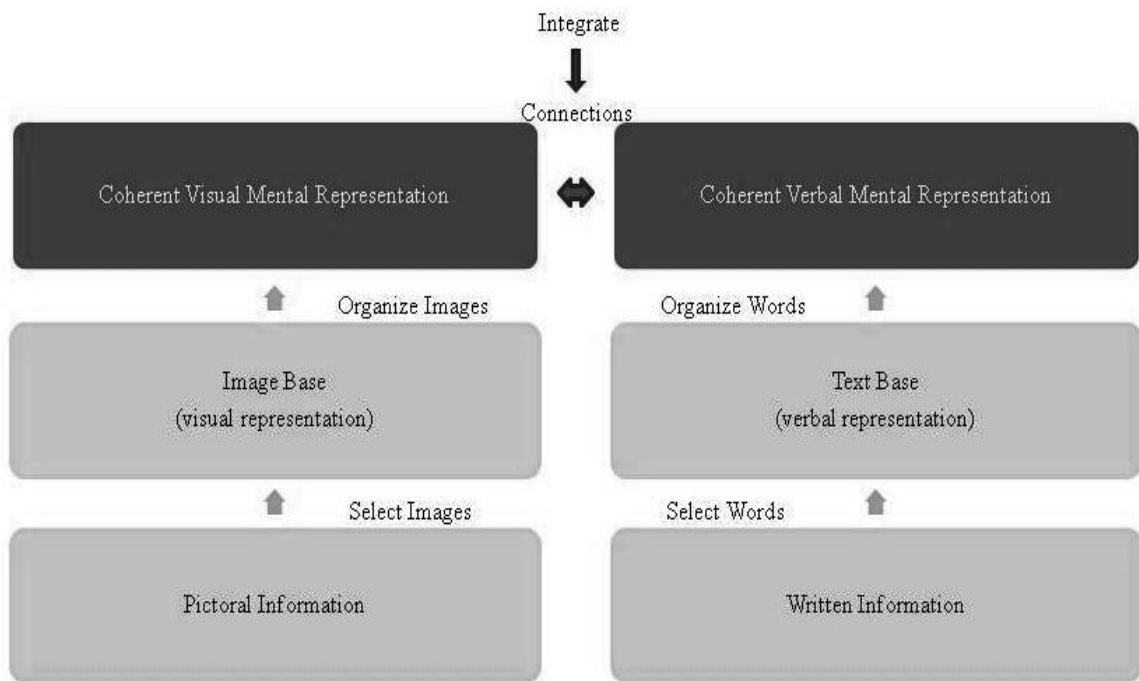 Integrate
Connections
Coherent Visual Mental Representation
Coherent Verbal Mental Representation
Organize Images
Organize Words
Image Base
(visual representation)
Text Base
(verbal representation)
Select Images
Select Words
Pictoral Information
Written Information